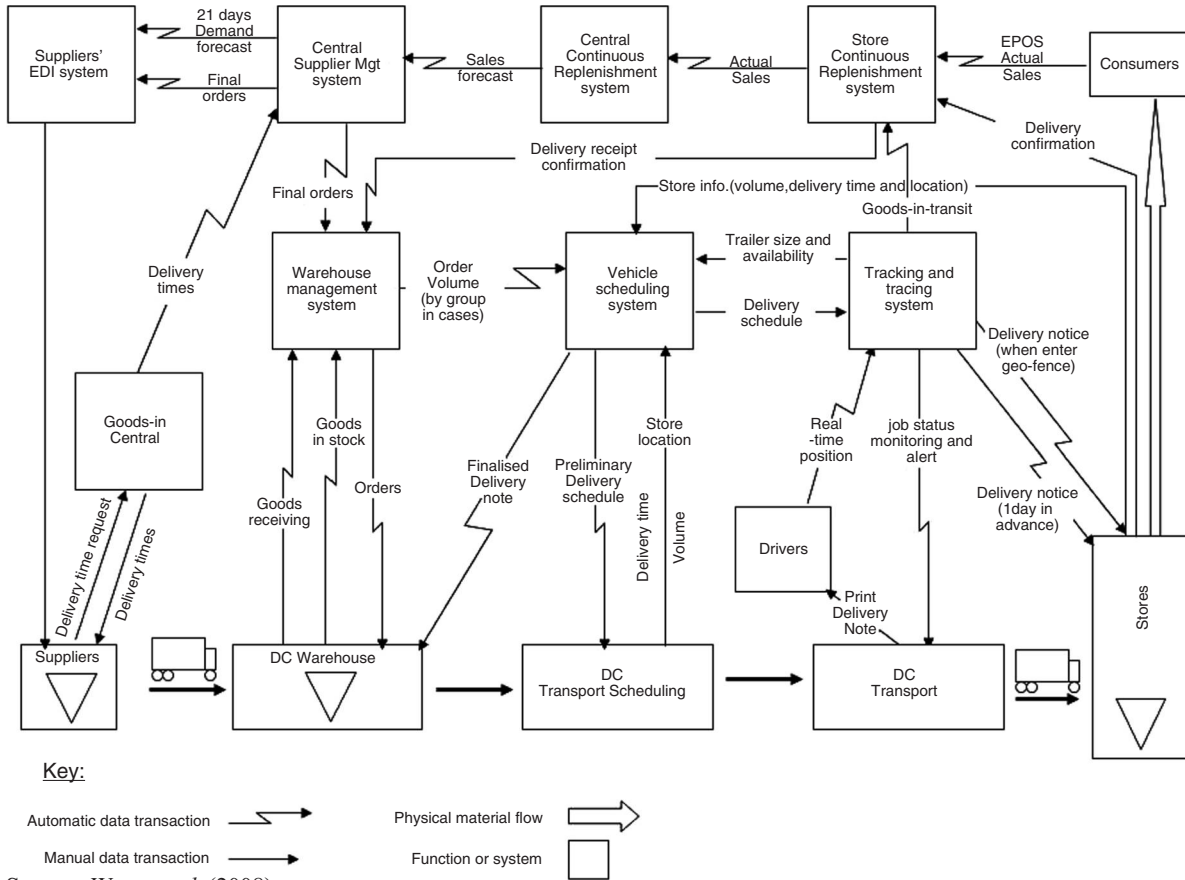 Suppliers'
EDI system
21 days
Demand
forecast
Final
orders
Central
Supplier Mgt
system
Sales
forecast
Central
Continuous
Replenishment
system
Actual
Sales
Store
Continuous
Replenishment
system
EPOS
Actual
Sales
Consumers
Delivery
confirmation
Delivery receipt
confirmation
Final orders
Store info.(volume,delivery time and location)
Goods-in-transit
Delivery
times
Warehouse
management
system
Order
Volume
(by group
in cases)
Vehicle
scheduling
system
Trailer size and
availability
Delivery
schedule
Tracking and
tracing
system
Delivery notice
(when enter
geo-fence)
Goods-in
Central
Goods
receiving
Goods
in stock
Orders
Finalised
Delivery
note
Preliminary
Delivery
schedule
Store
location
Delivery time
Volume
Real
-time
position
job status
monitoring and
alert
Delivery notice
(1day in
advance)
Drivers
Print
Delivery
Note
Delivery time request
Delivery times
Stores
Suppliers
DC Warehouse
DC
Transport Scheduling
DC
Transport
Key:
Automatic data transaction
Physical material flow
Manual data transaction
Function or system